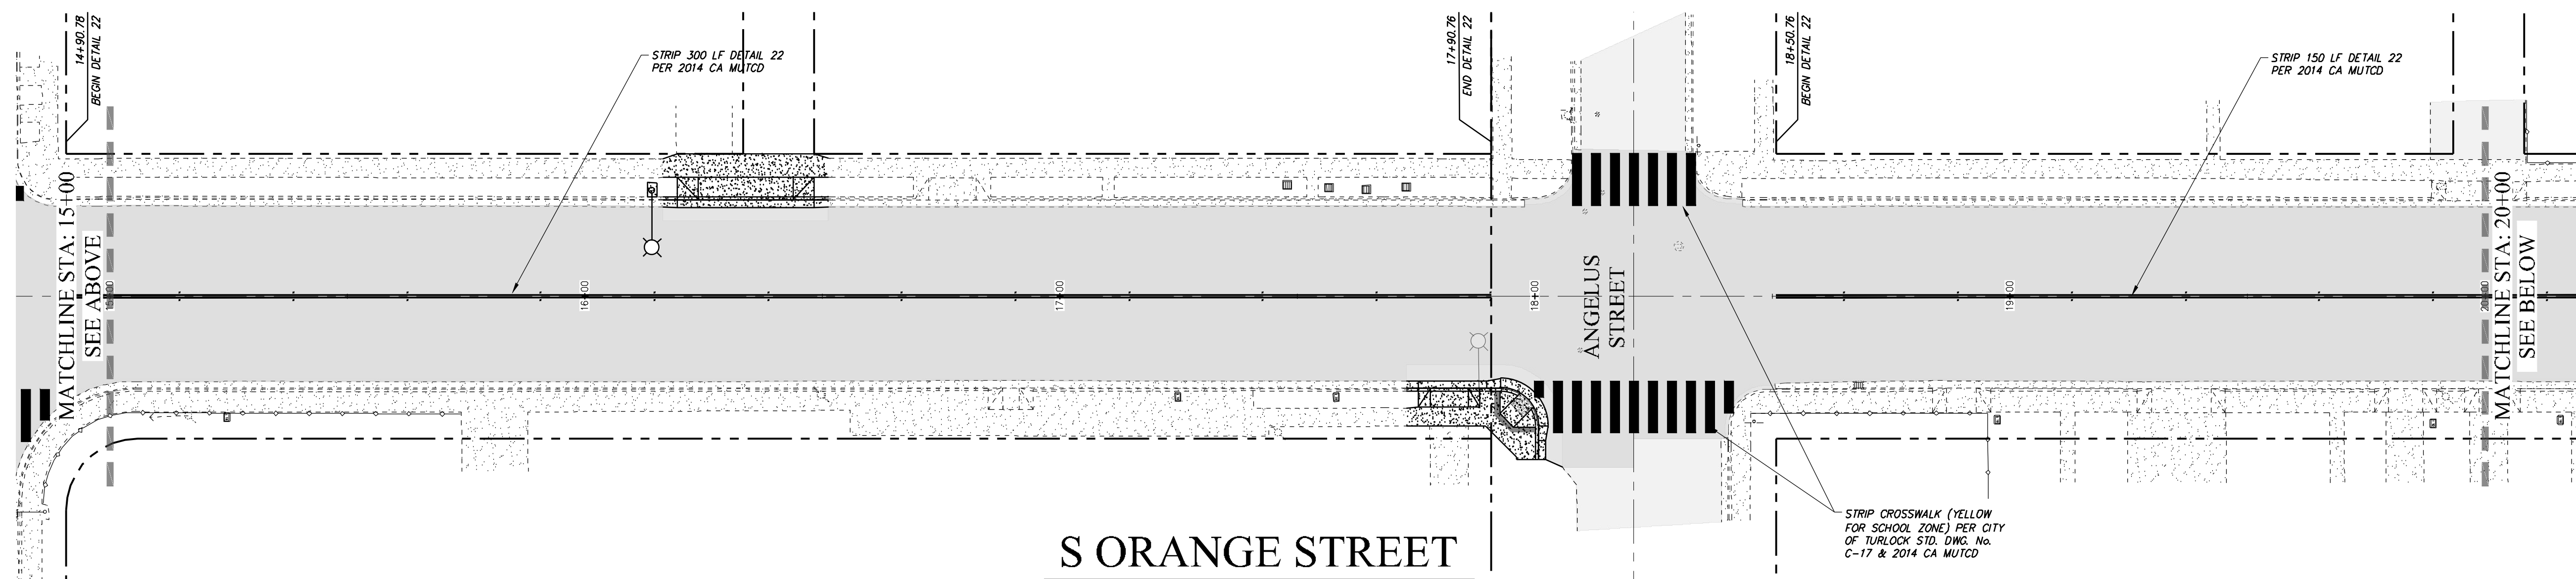 14+90.78
BEGIN DETAIL 22
STRIP 300 LF DETAIL 22
PER 2014 CA MUTCD
17+90.76
END DETAIL 22
18+50.76
BEGIN DETAIL 22
STRIP 150 LF DETAIL 22
PER 2014 CA MUTCD
MATCHLINE STA: 15+00
SEE ABOVE
15+00
16+00
17+00
18+00
ANGELUS
STREET
19+00
20+00
MATCHLINE STA: 20+00
SEE BELOW
STRIP CROSSWALK (YELLOW
FOR SCHOOL ZONE) PER CITY
OF TURLOCK STD. DWG. No.
C-17 & 2014 CA MUTCD
S ORANGE STREET